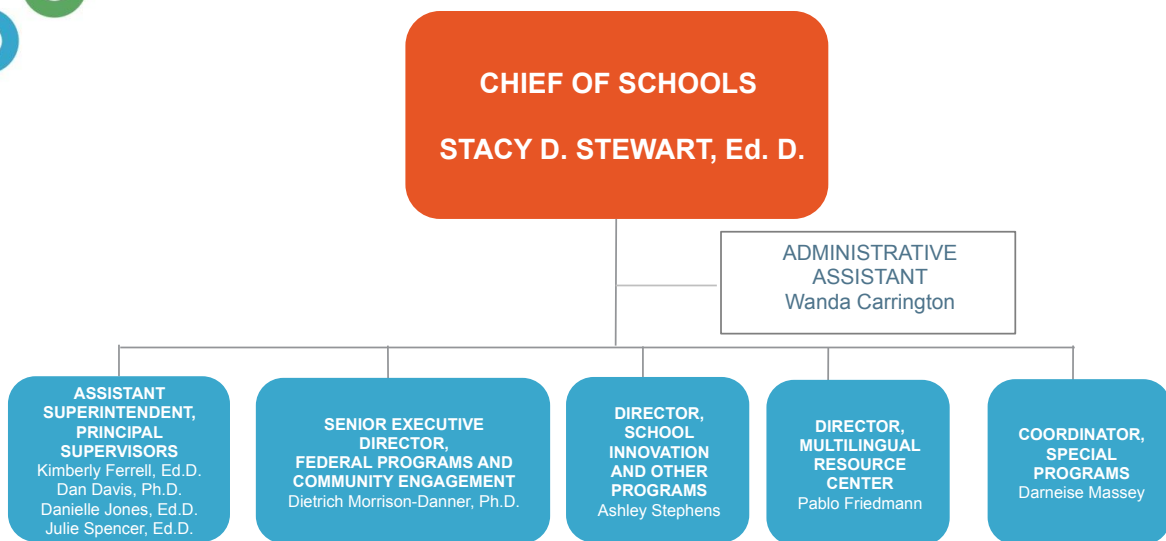 CHIEF OF SCHOOLS
STACY D. STEWART, Ed. D.
ADMINISTRATIVE
ASSISTANT
Wanda Carrington
ASSISTANT
SUPERINTENDENT,
PRINCIPAL
SUPERVISORS
Kimberly Ferrell, Ed.D.
Dan Davis, Ph.D.
Danielle Jones, Ed.D.
Julie Spencer, Ed.D.
SENIOR EXECUTIVE
DIRECTOR,
FEDERAL PROGRAMS AND
COMMUNITY ENGAGEMENT
Dietrich Morrison-Danner, Ph.D.
DIRECTOR,
SCHOOL
INNOVATION
AND OTHER
PROGRAMS
Ashley Stephens
DIRECTOR,
MULTILINGUAL
RESOURCE
CENTER
Pablo Friedmann
COORDINATOR,
SPECIAL
PROGRAMS
Darneise Massey